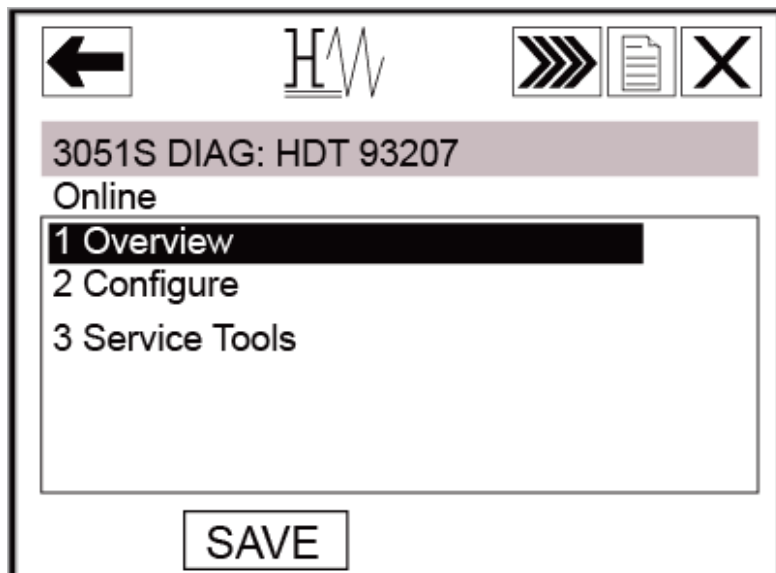 3051S DIAG: HDT 93207
Online
1 Overview
2 Configure
3 Service Tools
SAVE